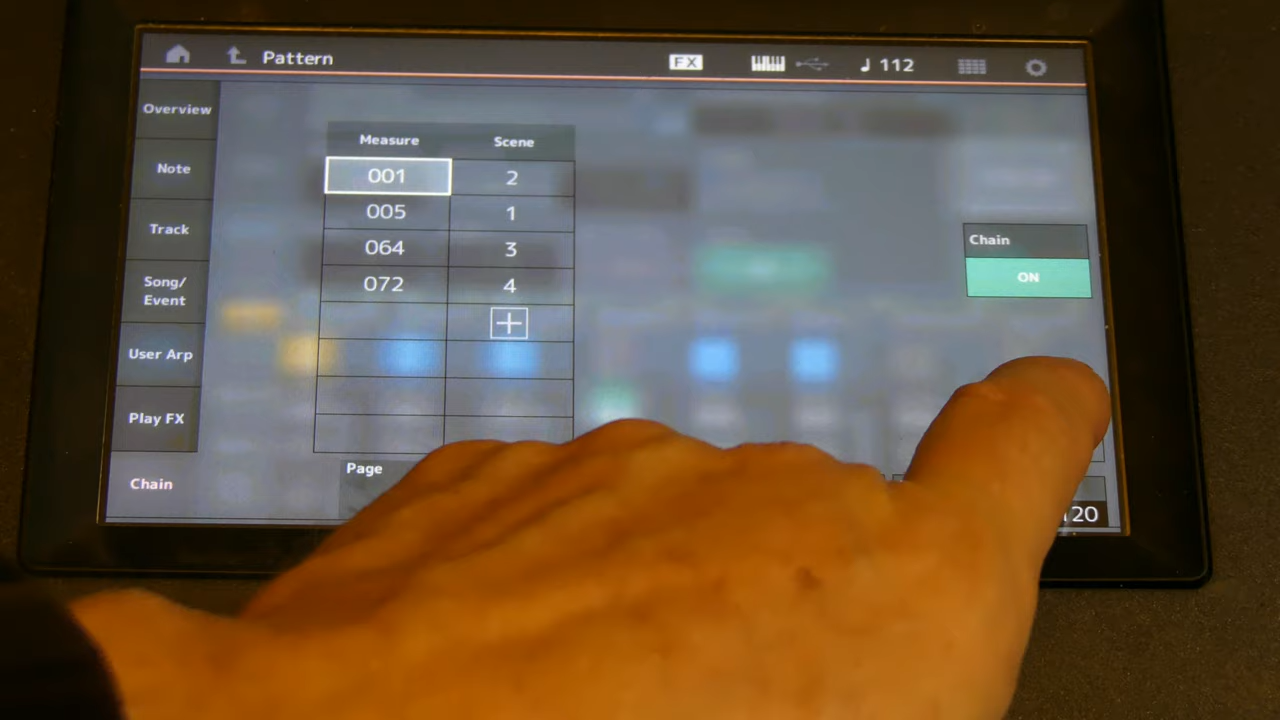 Pattern FX ♩ 112
Overview
Note
Track
Song/
Event
User Arp
Play FX
Chain
Measure Scene
001 2
005 1
064 3
072 4
Page
Chain
ON